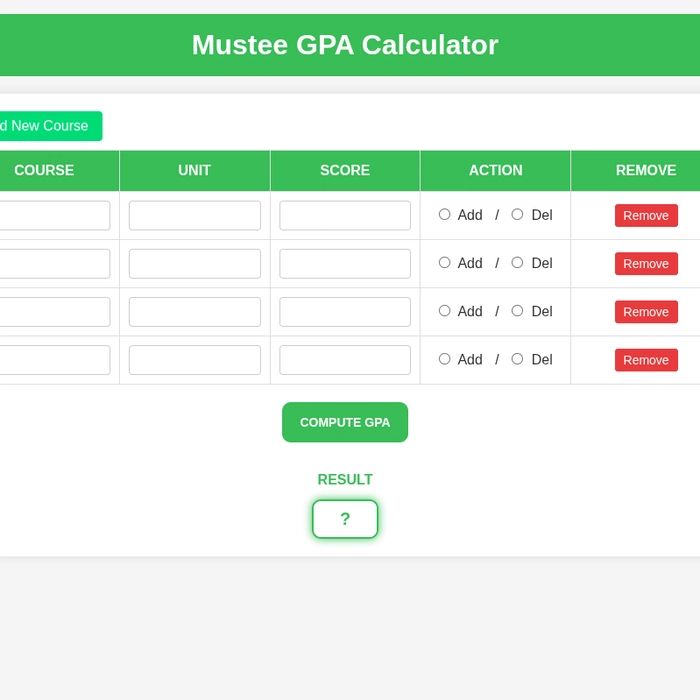 Mustee GPA Calculator
d New Course
COURSE UNIT SCORE ACTION REMOVE
Add / Del Remove
Add / Del Remove
Add / Del Remove
Add / Del Remove
COMPUTE GPA
RESULT
?